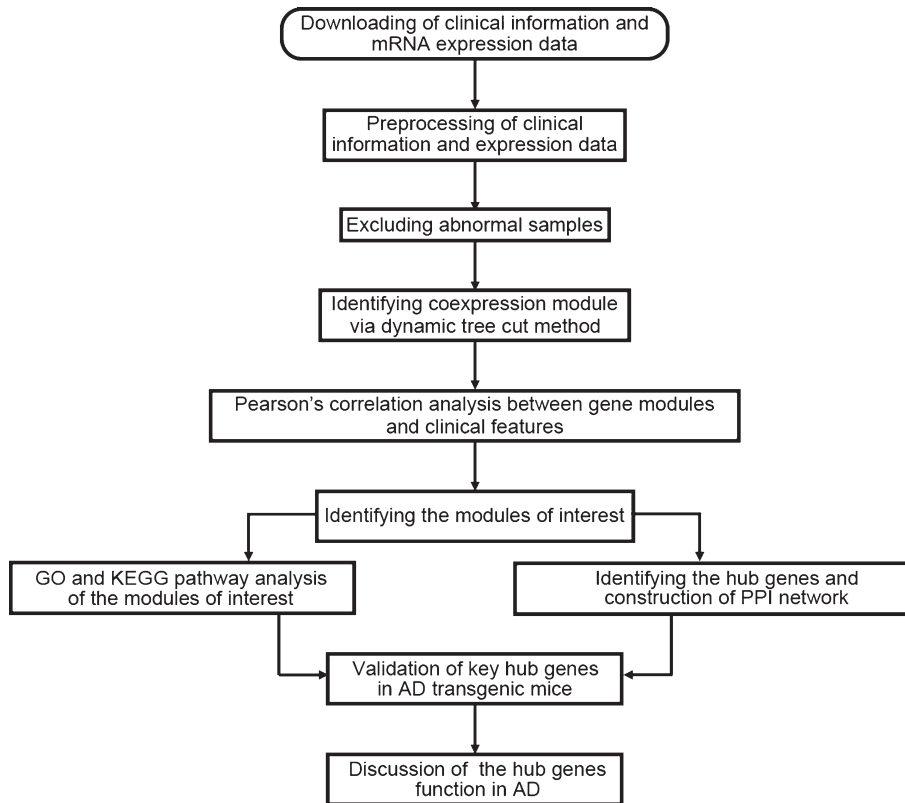 Downloading of clinical information and
mRNA expression data
Preprocessing of clinical
information and expression data
Excluding abnormal samples
Identifying coexpression module
via dynamic tree cut method
Pearson's correlation analysis between gene modules
and clinical features
Identifying the modules of interest
GO and KEGG pathway analysis
of the modules of interest
Identifying the hub genes and
construction of PPI network
Validation of key hub genes
in AD transgenic mice
Discussion of the hub genes
function in AD